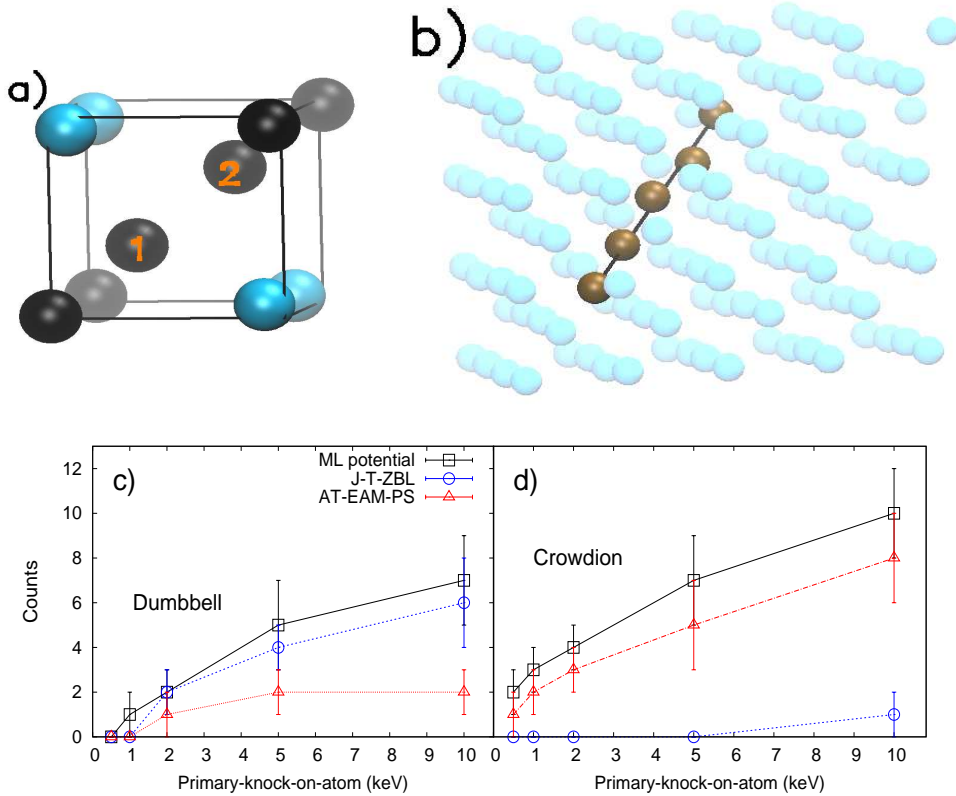 a)
b)
1
2
c)
d)
ML potential
J-T-ZBL
AT-EAM-PS
Dumbbell
Crowdion
Counts
12
10
8
6
4
2
0
0 1 2 3 4 5 6 7 8 9 10
0 1 2 3 4 5 6 7 8 9 10
Primary-knock-on-atom (keV)
Primary-knock-on-atom (keV)